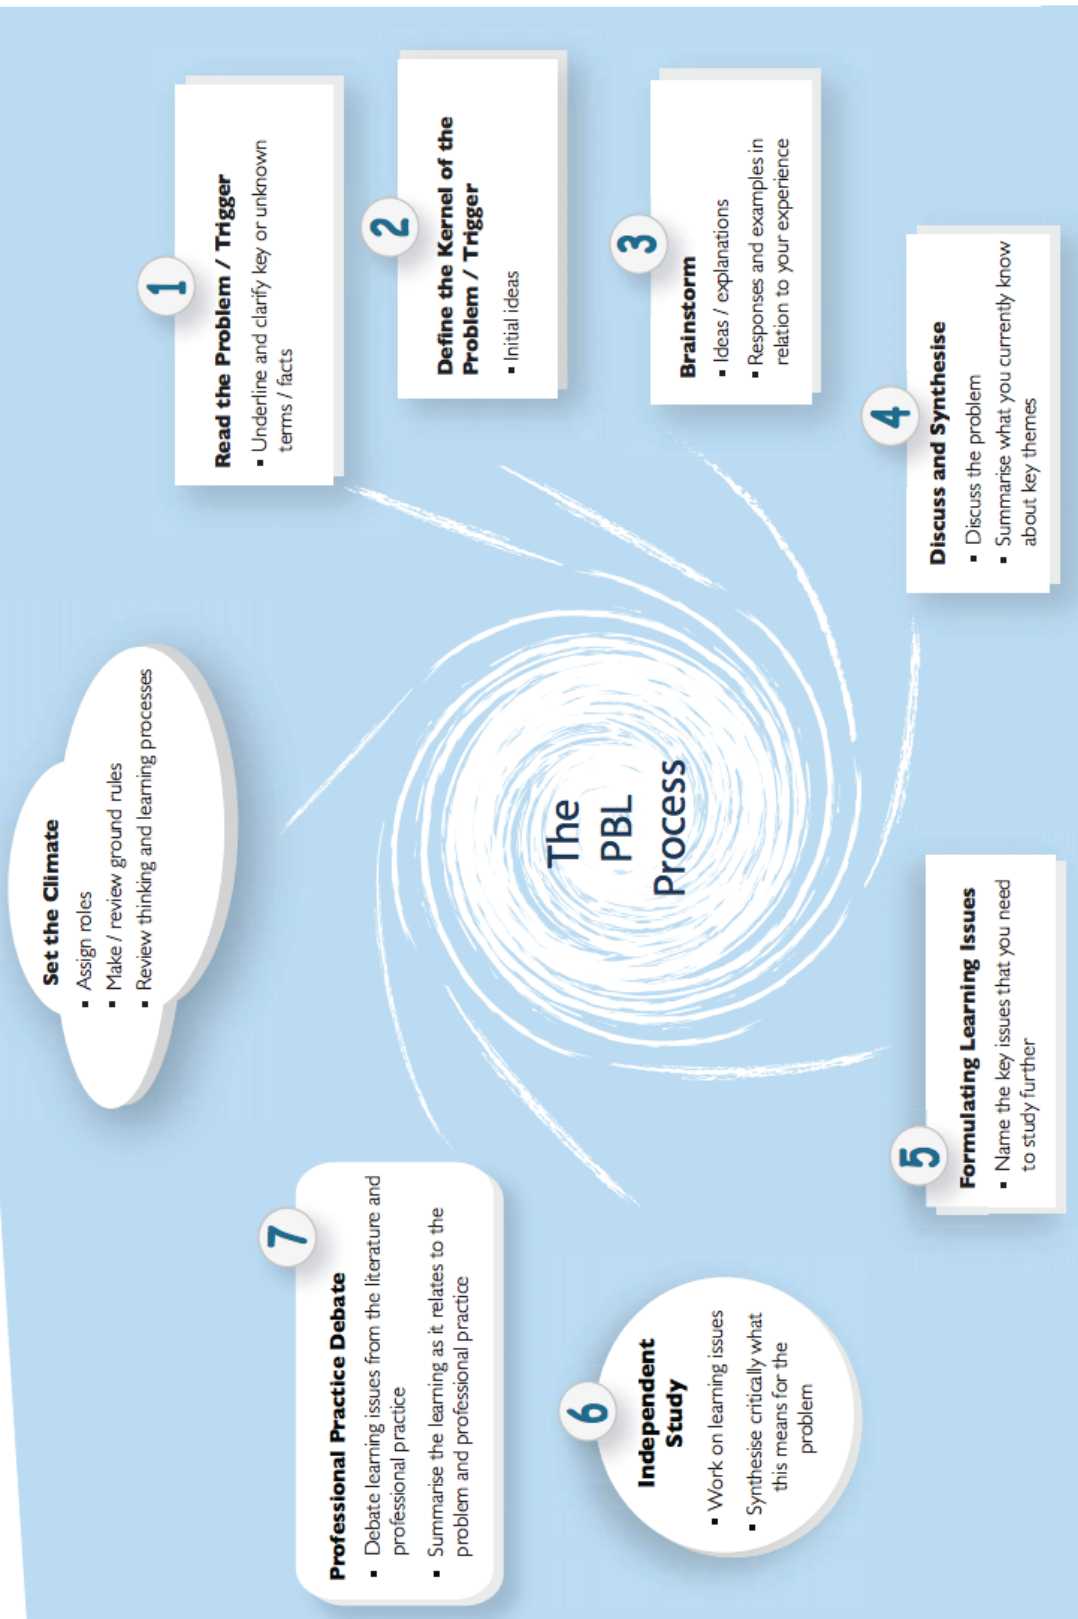 Set the Climate
▪ Assign roles
▪ Make / review ground rules
▪ Review thinking and learning processes
1
Read the Problem / Trigger
▪ Underline and clarify key or unknown
terms / facts
2
Define the Kernel of the
Problem / Trigger
▪ Initial ideas
3
Brainstorm
▪ Ideas / explanations
▪ Responses and examples in
relation to your experience
4
Discuss and Synthesise
▪ Discuss the problem
▪ Summarise what you currently know
about key themes
5
Formulating Learning Issues
▪ Name the key issues that you need
to study further
6
Independent
Study
▪ Work on learning issues
▪ Synthesise critically what
this means for the
problem
7
Professional Practice Debate
▪ Debate learning issues from the literature and
professional practice
▪ Summarise the learning as it relates to the
problem and professional practice
The
PBL
Process